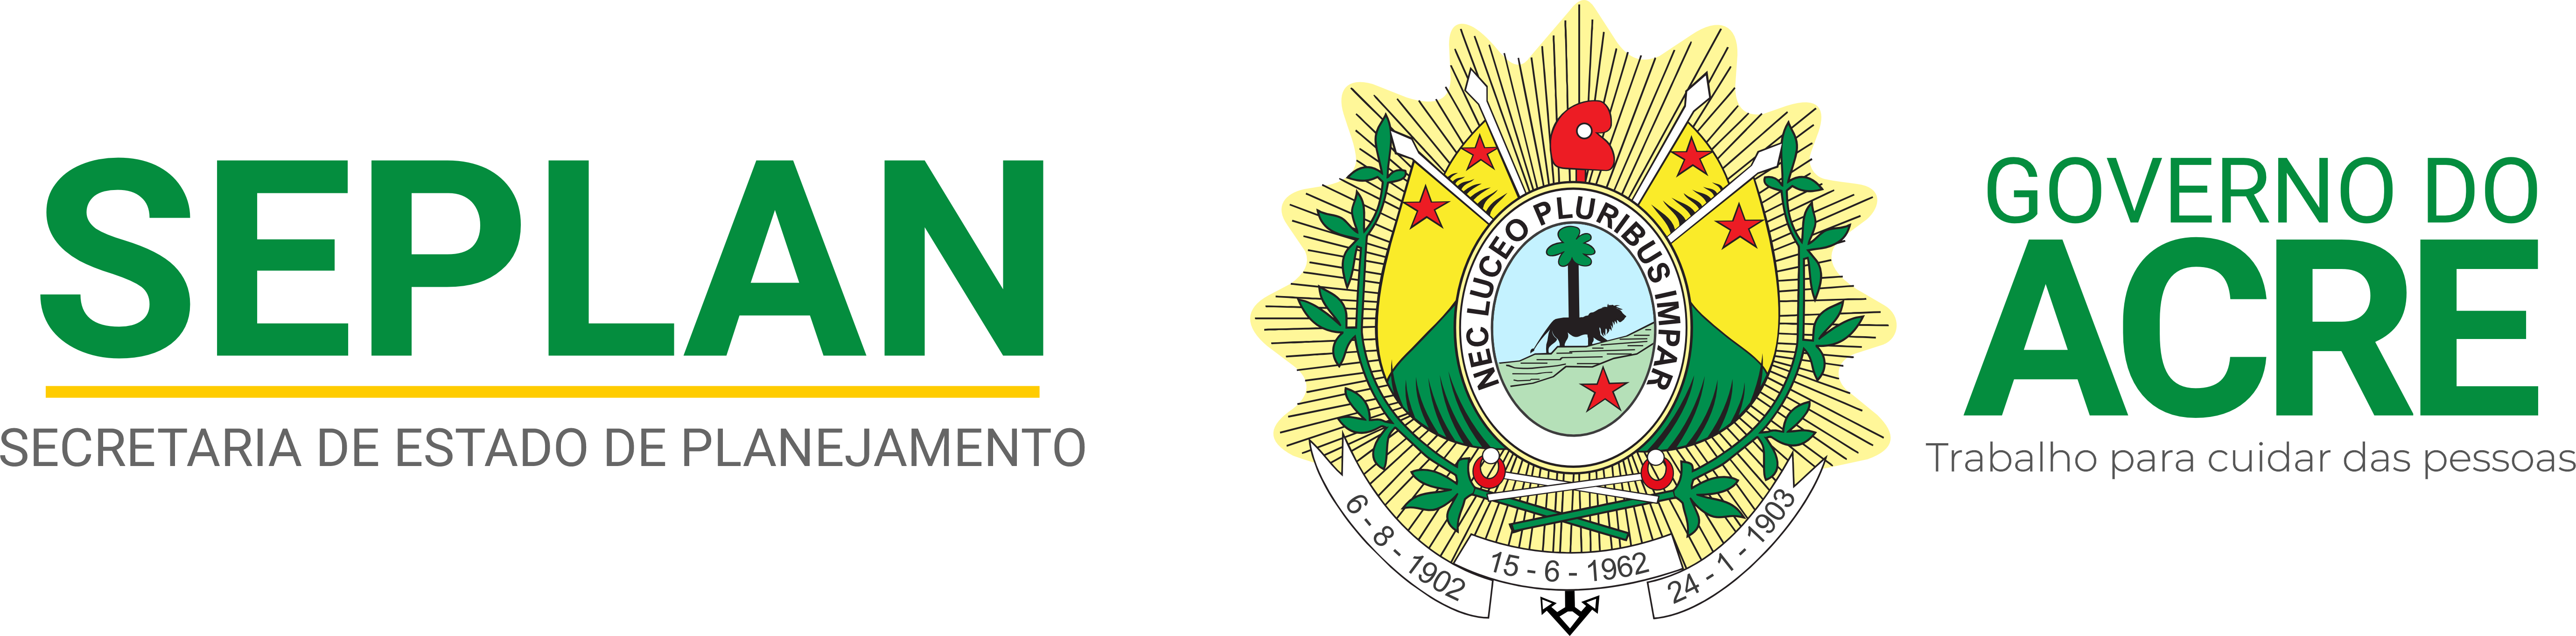 SEPLAN
SECRETARIA DE ESTADO DE PLANEJAMENTO
NEC LUCEO PLURIBUS IMPAR
6 - 8 - 1902
15 - 6 - 1962
24 - 1 - 1903
GOVERNO DO
ACRE
Trabalho para cuidar das pessoas